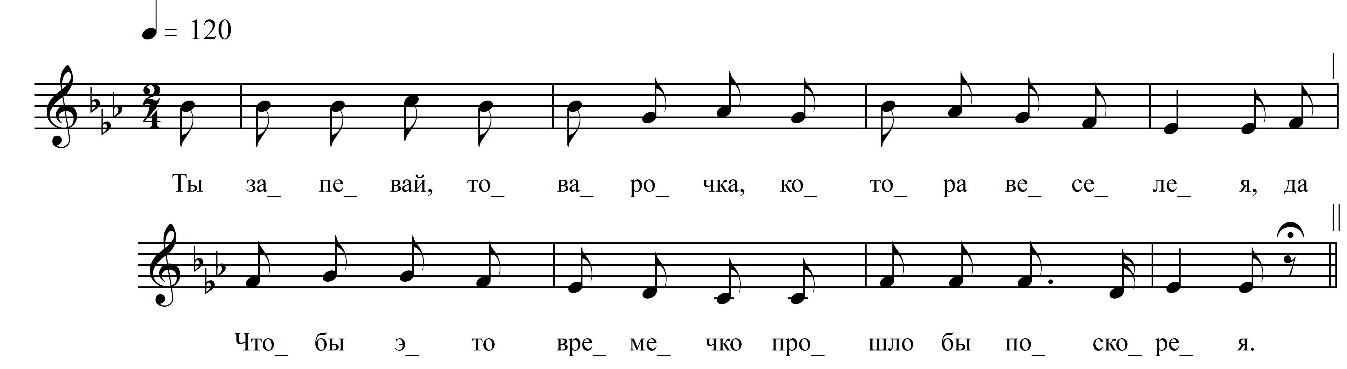 = 120
2
4
Ты за_ пе_ вай, то_ ва_ ро_ чка, ко_ то_ ра ве_ се_ ле_ я, да
Что_ бы э_ то вре_ ме_ чко про_ шло бы по_ ско_ ре_ я.